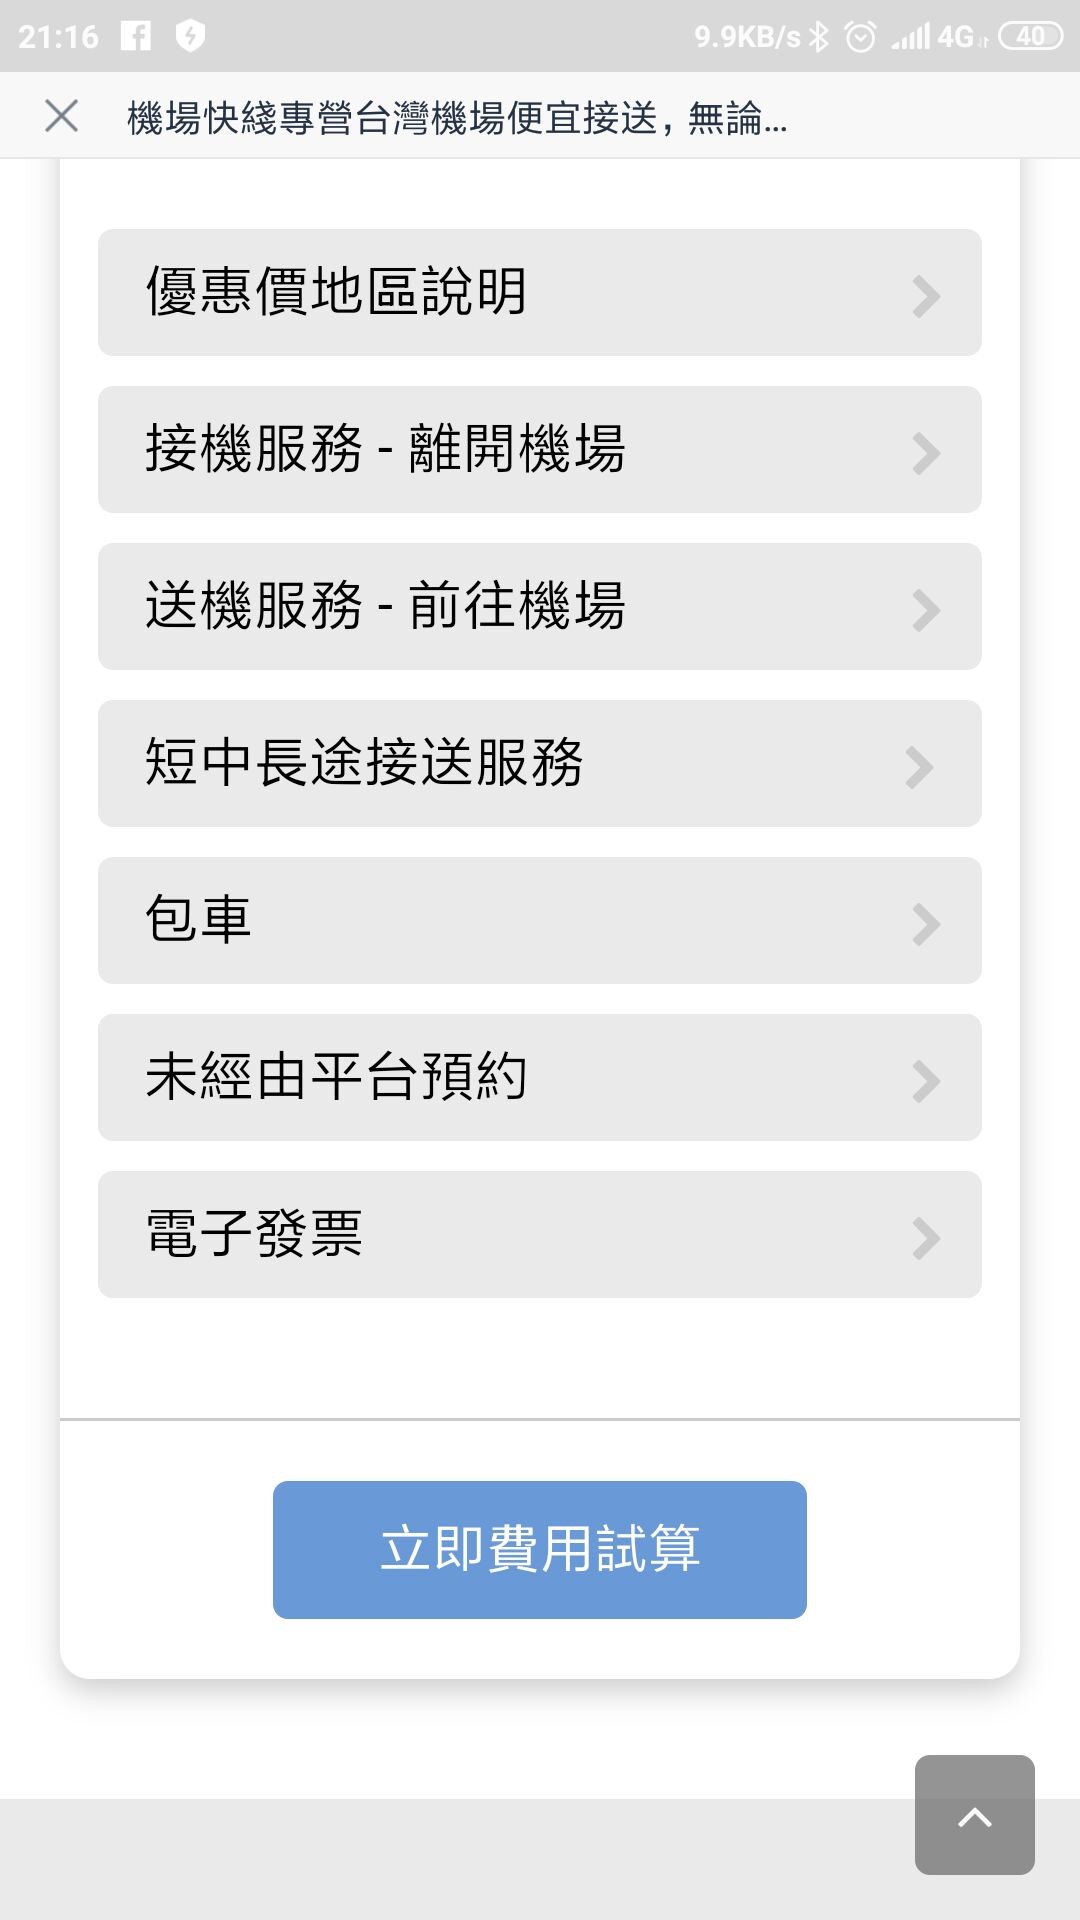 21:16
9.9KB/s 4G 40
機場快綫專營台灣機場便宜接送, 無論...
優惠價地區說明
接機服務 - 離開機場
送機服務 - 前往機場
短中長途接送服務
包車
未經由平台預約
電子發票
立即費用試算